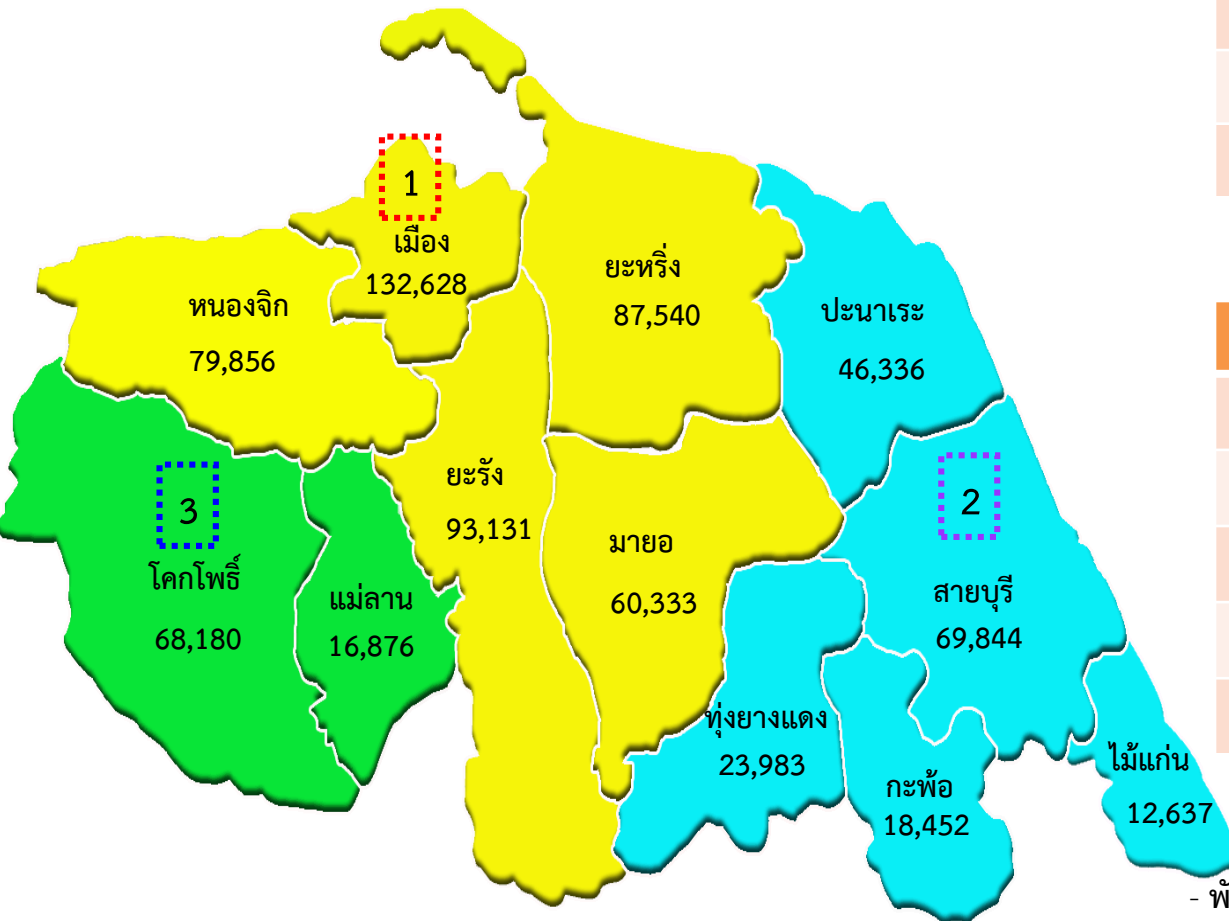 1
เมือง
132,628
ยะหริ่ง
87,540
หนองจิก
79,856
ปะนาเระ
46,336
ยะรัง
93,131
3
โคกโพธิ์
68,180
แม่ลาน
16,876
มายอ
60,333
2
สายบุรี
69,844
ทุ่งยางแดง
23,983
กะพ้อ
18,452
ไม้แก่น
12,637